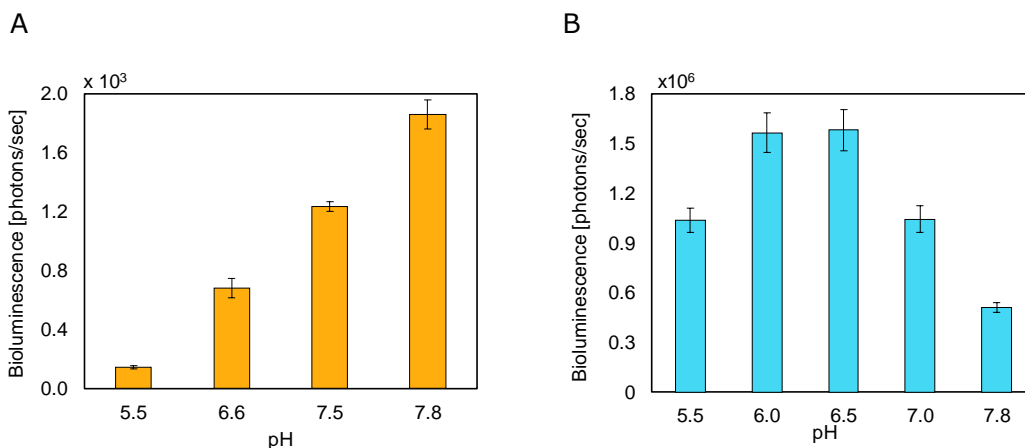 A
x 10³
Bioluminescence [photons/sec]
2.0
1.6
1.2
0.8
0.4
0.0
5.5 6.6 7.5 7.8
pH
B
x10⁶
Bioluminescence [photons/sec]
1.8
1.5
1.2
0.9
0.6
0.3
0
5.5 6.0 6.5 7.0 7.8
pH